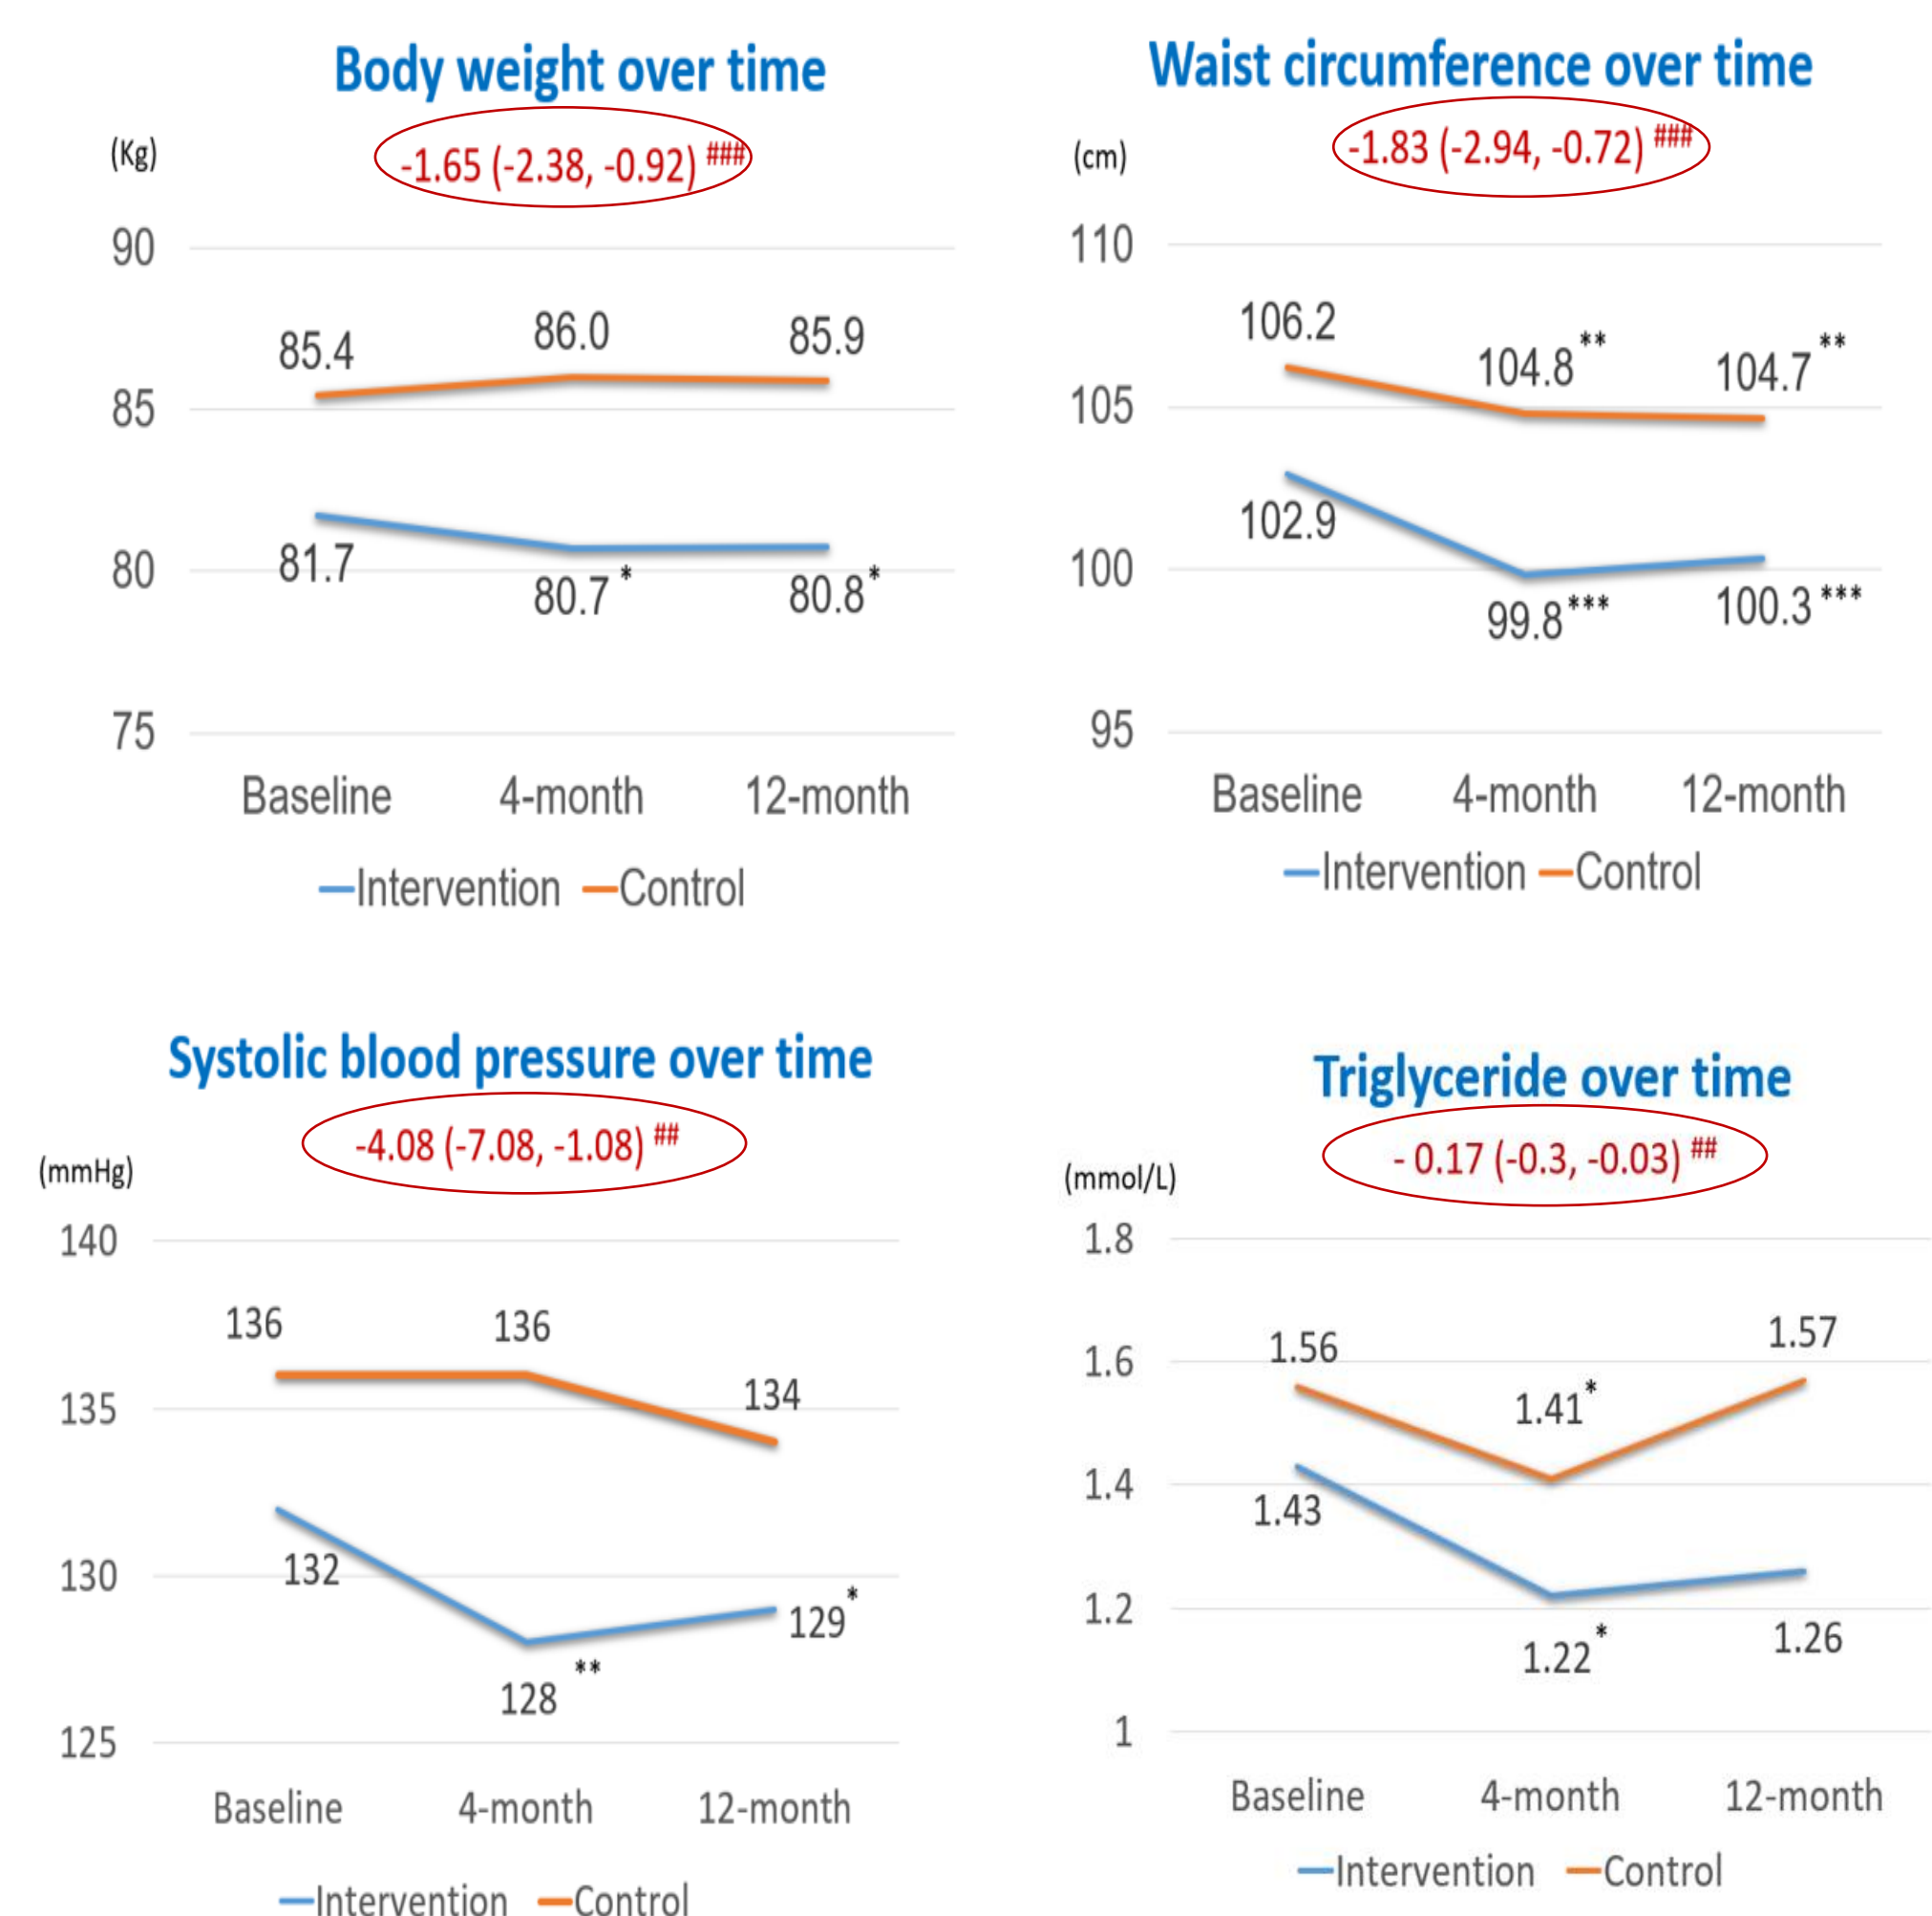 Body weight over time
(Kg)
-1.65 (-2.38, -0.92) ###
90
85.4
86.0
85.9
85
81.7
80
80.7 *
80.8 *
75
Baseline 4-month 12-month
Intervention Control
Waist circumference over time
(cm)
-1.83 (-2.94, -0.72) ###
110
106.2
104.8 **
104.7 **
105
102.9
100
99.8 ***
100.3 ***
95
Baseline 4-month 12-month
Intervention Control
Systolic blood pressure over time
-4.08 (-7.08, -1.08) ##
(mmHg)
140
136
136
134
135
132
130
129 *
**
128
125
Baseline 4-month 12-month
Intervention Control
Triglyceride over time
- 0.17 (-0.3, -0.03) ##
(mmol/L)
1.8
1.56
1.57
1.6
1.41 *
1.4
1.43
1.2
1.22 *
1.26
1
Baseline 4-month 12-month
Intervention Control